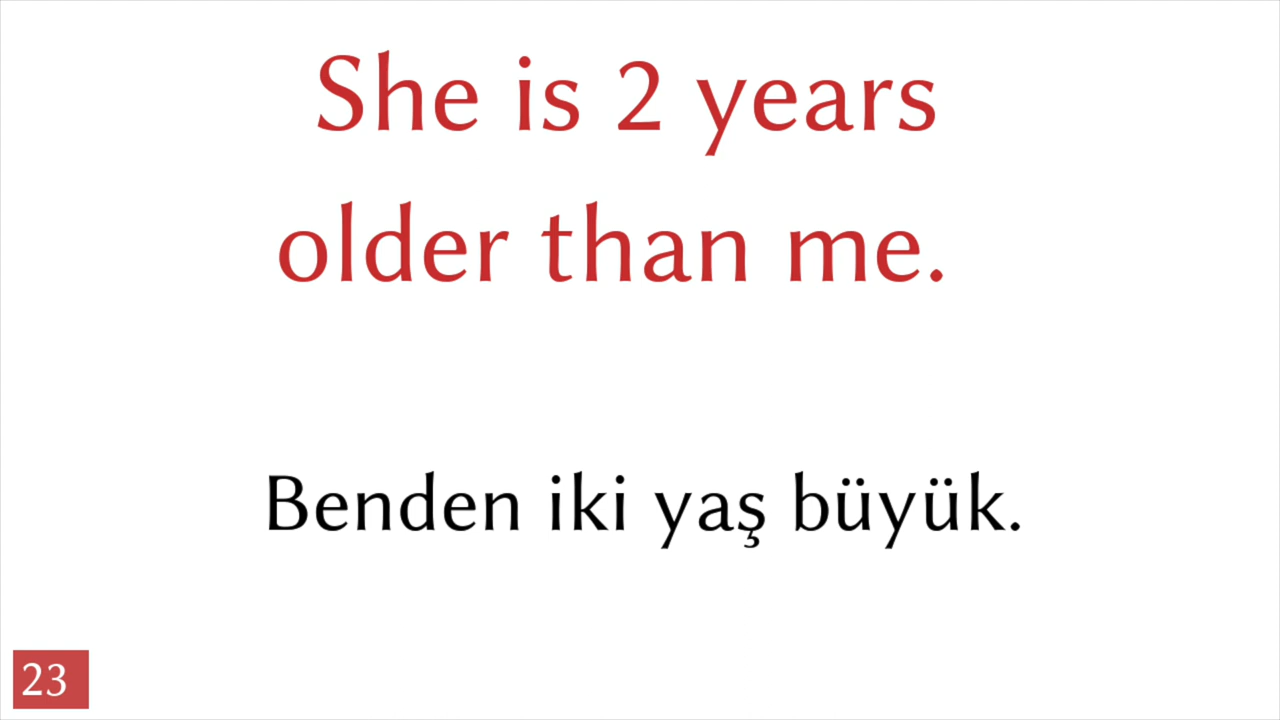 She is 2 years
older than me.
Benden iki yaş büyük.
23